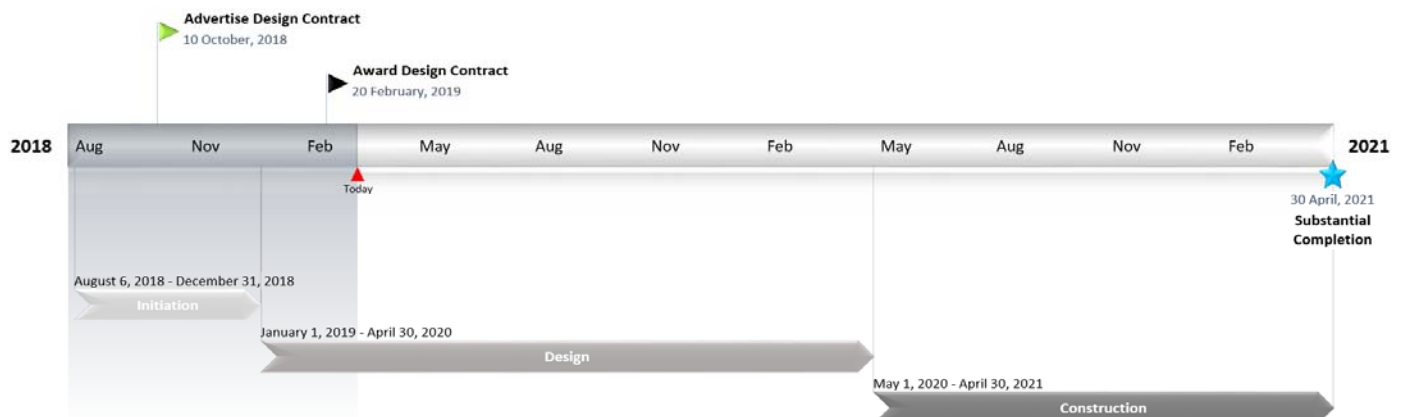 Advertise Design Contract
10 October, 2018
Award Design Contract
20 February, 2019
2018 Aug Nov Feb May Aug Nov Feb May Aug Nov Feb 2021
Today
30 April, 2021
Substantial
Completion
August 6, 2018 - December 31, 2018
Initiation
January 1, 2019 - April 30, 2020
Design
May 1, 2020 - April 30, 2021
Construction